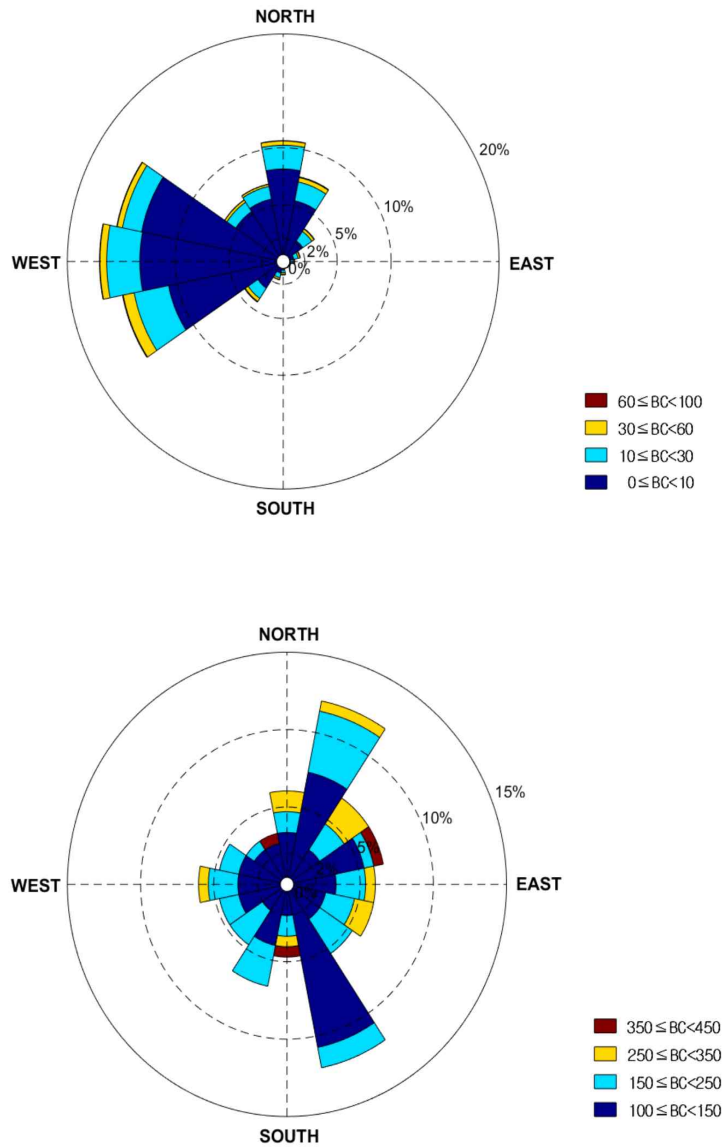 NORTH
20%
10%
5%
2%
0%
WEST
EAST
SOUTH
60≤BC<100
30≤BC<60
10≤BC<30
0≤BC<10
NORTH
15%
10%
5%
WEST
EAST
SOUTH
350≤BC<450
250≤BC<350
150≤BC<250
100≤BC<150